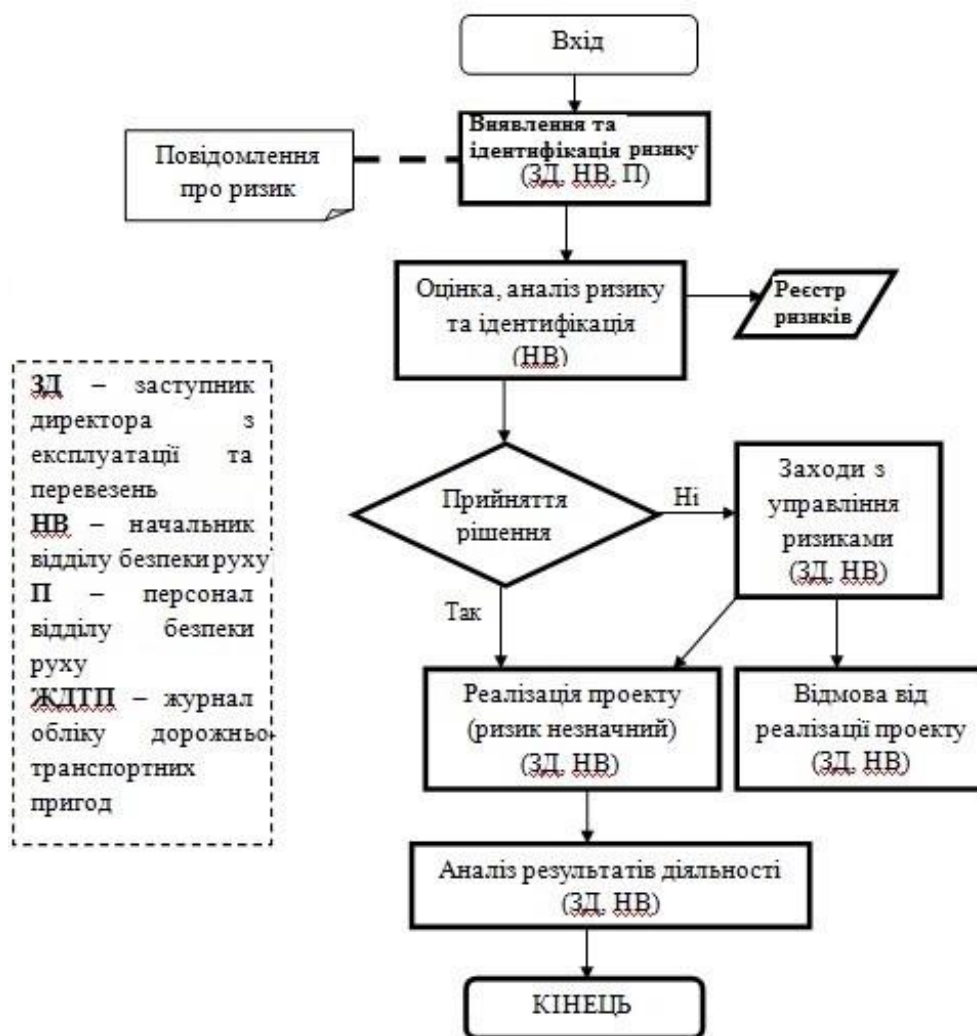 Вхід
Виявлення та
ідентифікація ризику
(ЗД, НВ, П)
Повідомлення
про ризик
Оцінка, аналіз ризику
та ідентифікація
(НВ)
Реєстр
ризиків
ЗД – заступник
директора з
експлуатації та
перевезень
НВ – начальник
відділу безпеки руху
П – персонал
відділу безпеки
руху
ЖДТП – журнал
обліку дорожньо-
транспортних
пригод
Прийняття
рішення
Ні
Заходи з
управління
ризиками
(ЗД, НВ)
Так
Реалізація проекту
(ризик незначний)
(ЗД, НВ)
Відмова від
реалізації проекту
(ЗД, НВ)
Аналіз результатів діяльності
(ЗД, НВ)
КІНЕЦЬ